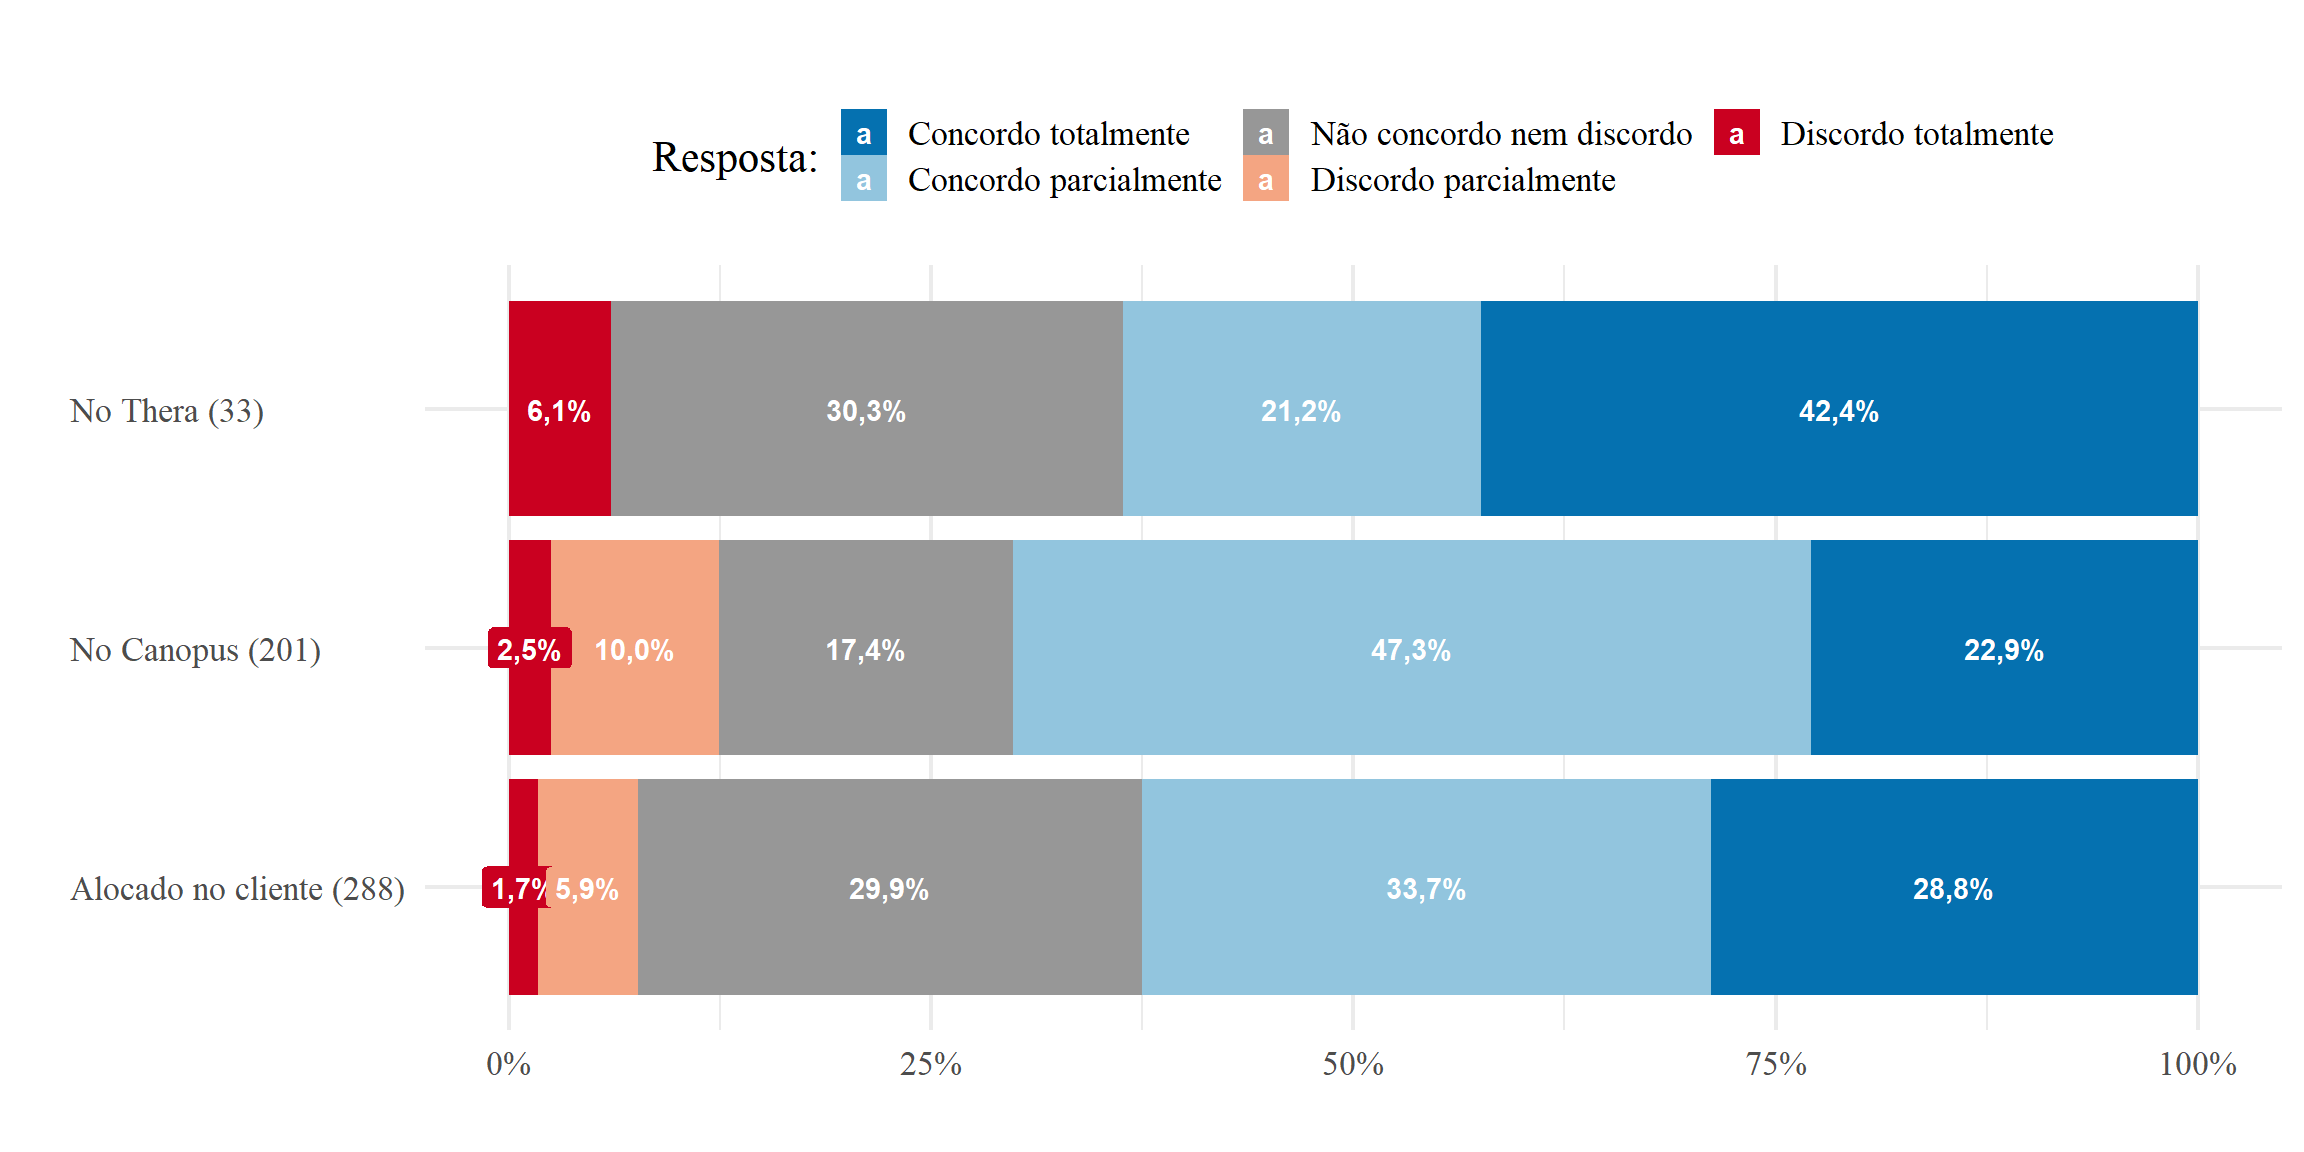 Resposta:
a Concordo totalmente a Não concordo nem discordo a Discordo totalmente
a Concordo parcialmente a Discordo parcialmente
No Thera (33) 6,1% 30,3% 21,2% 42,4%
No Canopus (201) 2,5% 10,0% 17,4% 47,3% 22,9%
Alocado no cliente (288) 1,7% 5,9% 29,9% 33,7% 28,8%
0% 25% 50% 75% 100%